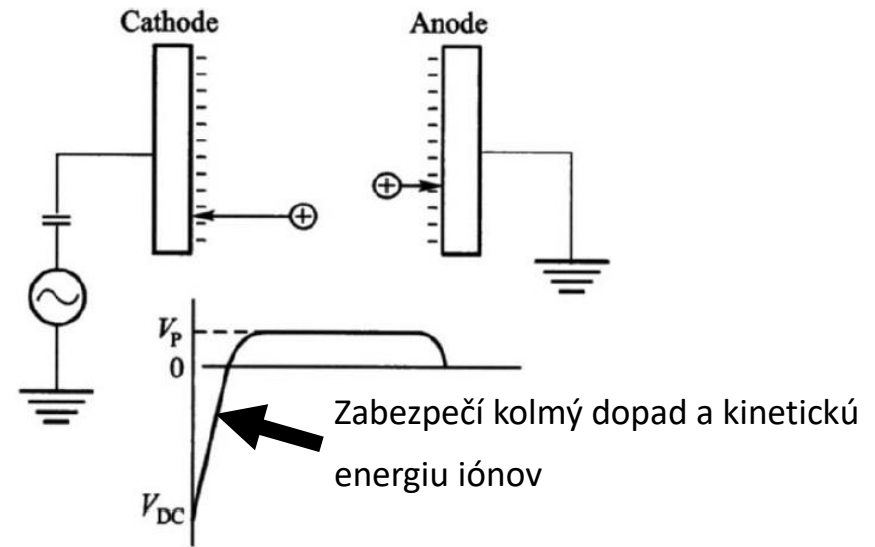 Cathode Anode
V_P
0
Zabezpečí kolmý dopad a kinetickú
energiu iónov
V_DC